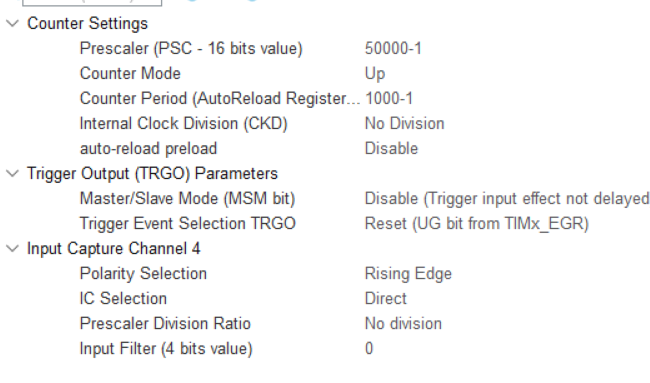 Counter Settings
Prescaler (PSC - 16 bits value) 50000-1
Counter Mode Up
Counter Period (AutoReload Register... 1000-1
Internal Clock Division (CKD) No Division
auto-reload preload Disable
Trigger Output (TRGO) Parameters
Master/Slave Mode (MSM bit) Disable (Trigger input effect not delayed
Trigger Event Selection TRGO Reset (UG bit from TIMx_EGR)
Input Capture Channel 4
Polarity Selection Rising Edge
IC Selection Direct
Prescaler Division Ratio No division
Input Filter (4 bits value) 0